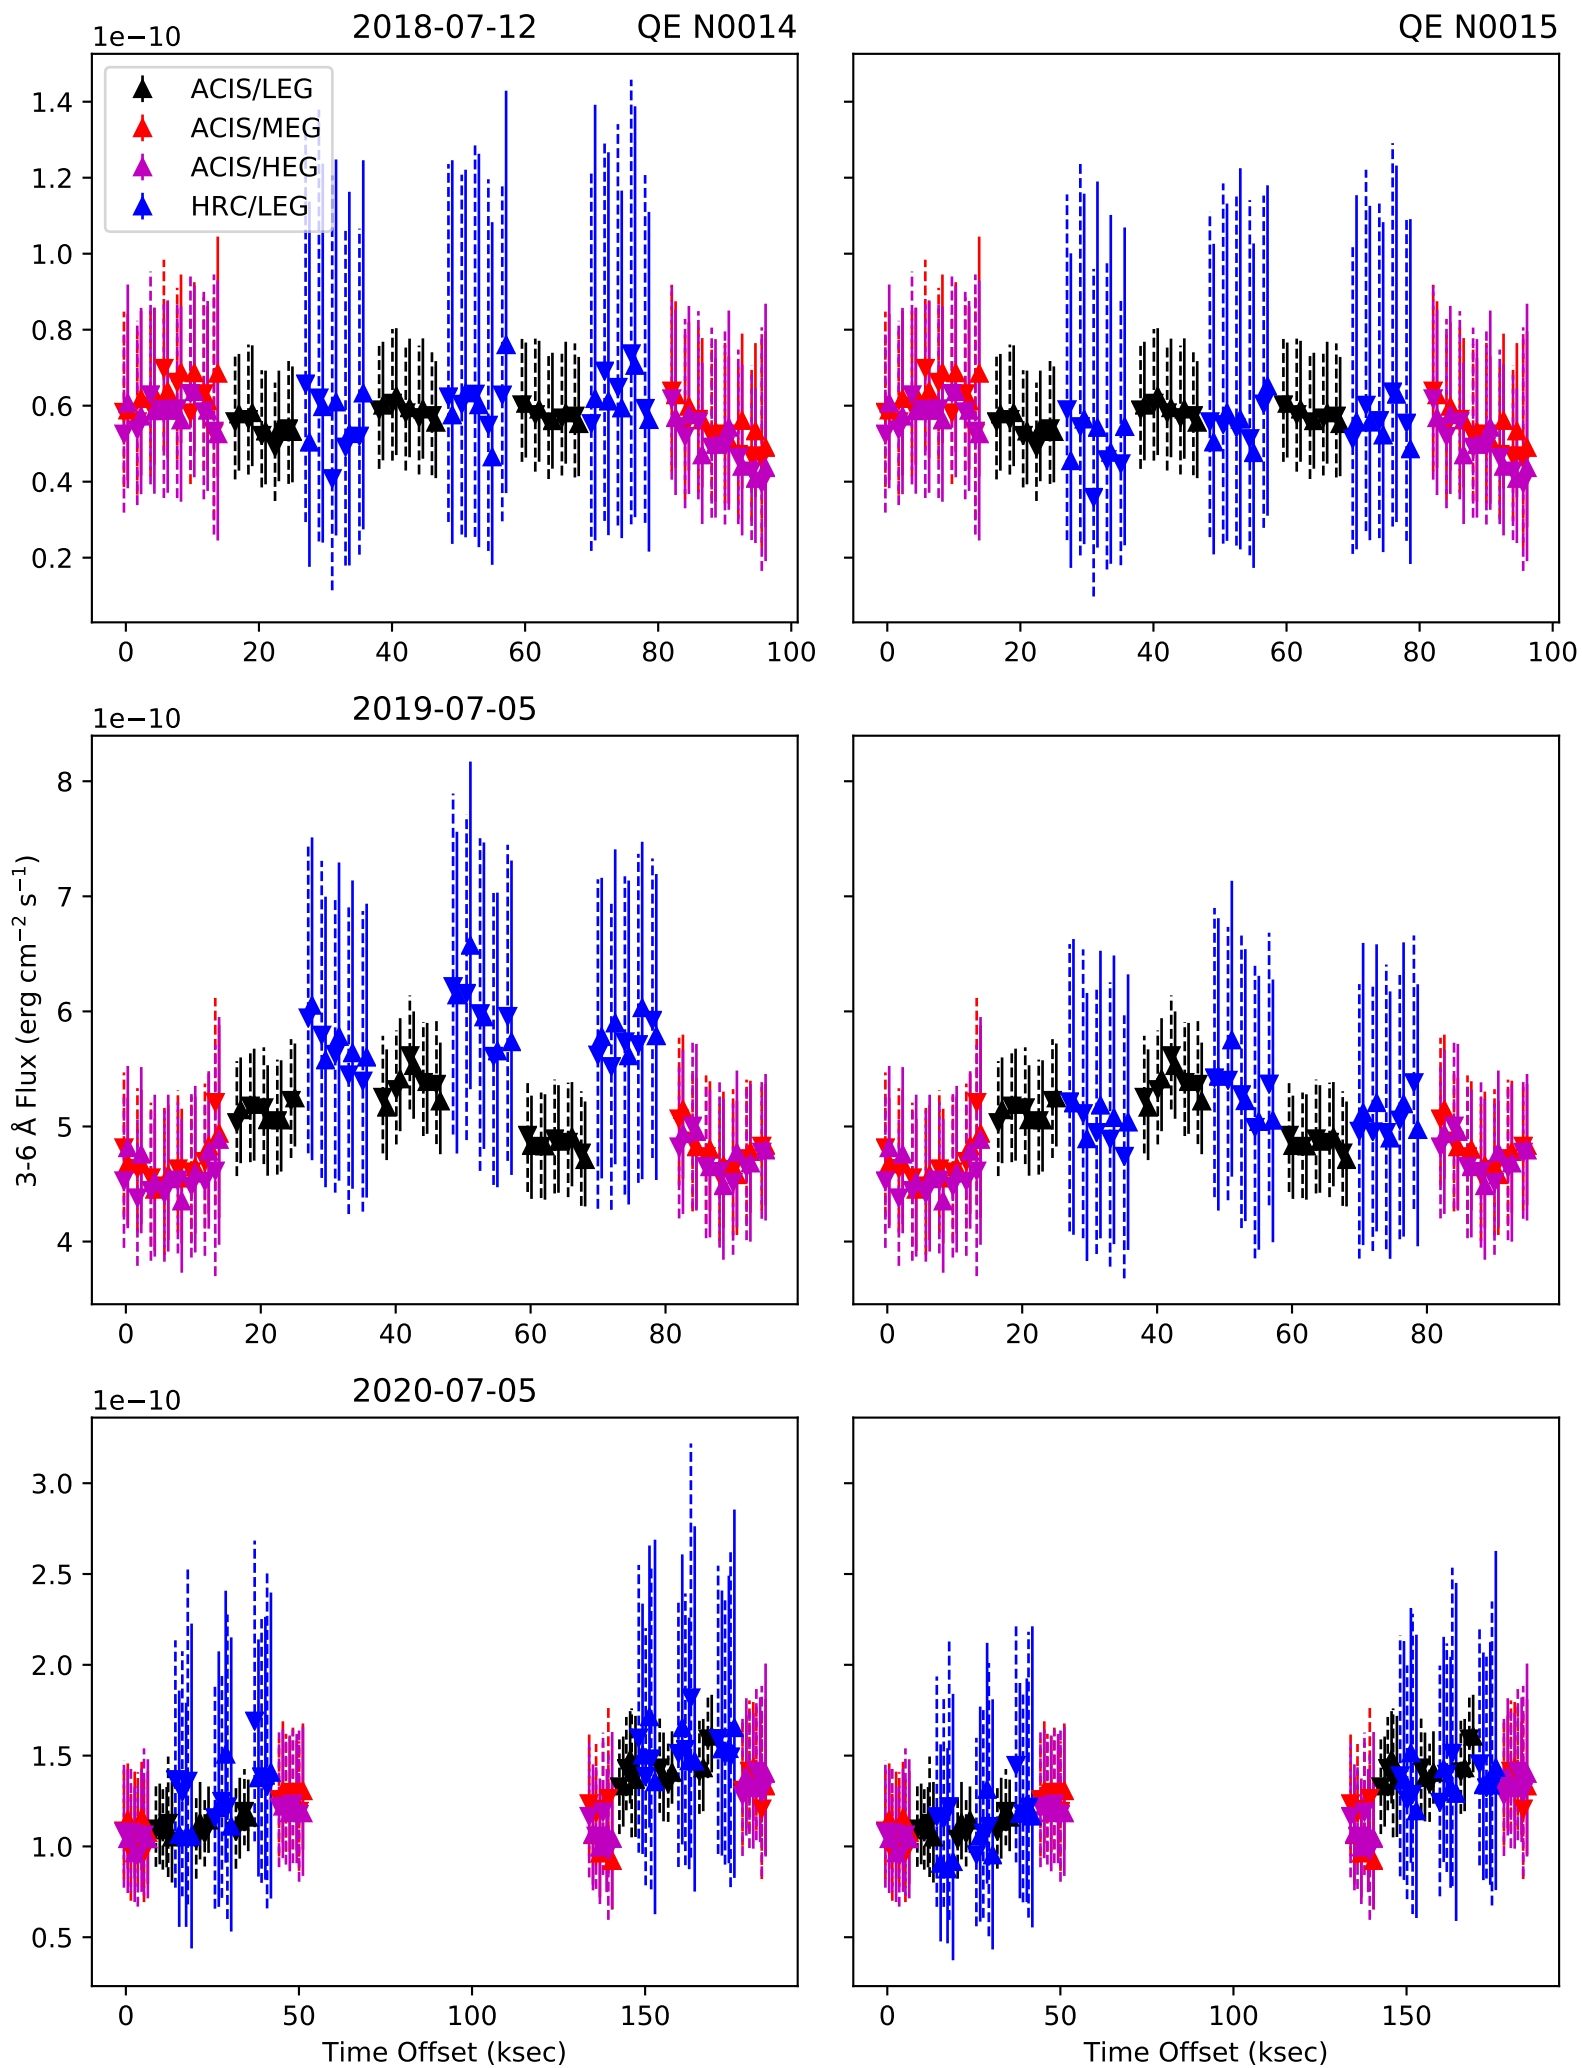 1e−10 2018-07-12 QE N0014 QE N0015
ACIS/LEG
ACIS/MEG
ACIS/HEG
HRC/LEG
1.4
1.2
1.0
0.8
0.6
0.4
0.2
0 20 40 60 80 100 0 20 40 60 80 100
1e−10 2019-07-05
8
7
6
5
4
3-6 Å Flux (erg cm⁻² s⁻¹)
0 20 40 60 80 0 20 40 60 80
1e−10 2020-07-05
3.0
2.5
2.0
1.5
1.0
0.5
0 50 100 150 0 50 100 150
Time Offset (ksec) Time Offset (ksec)